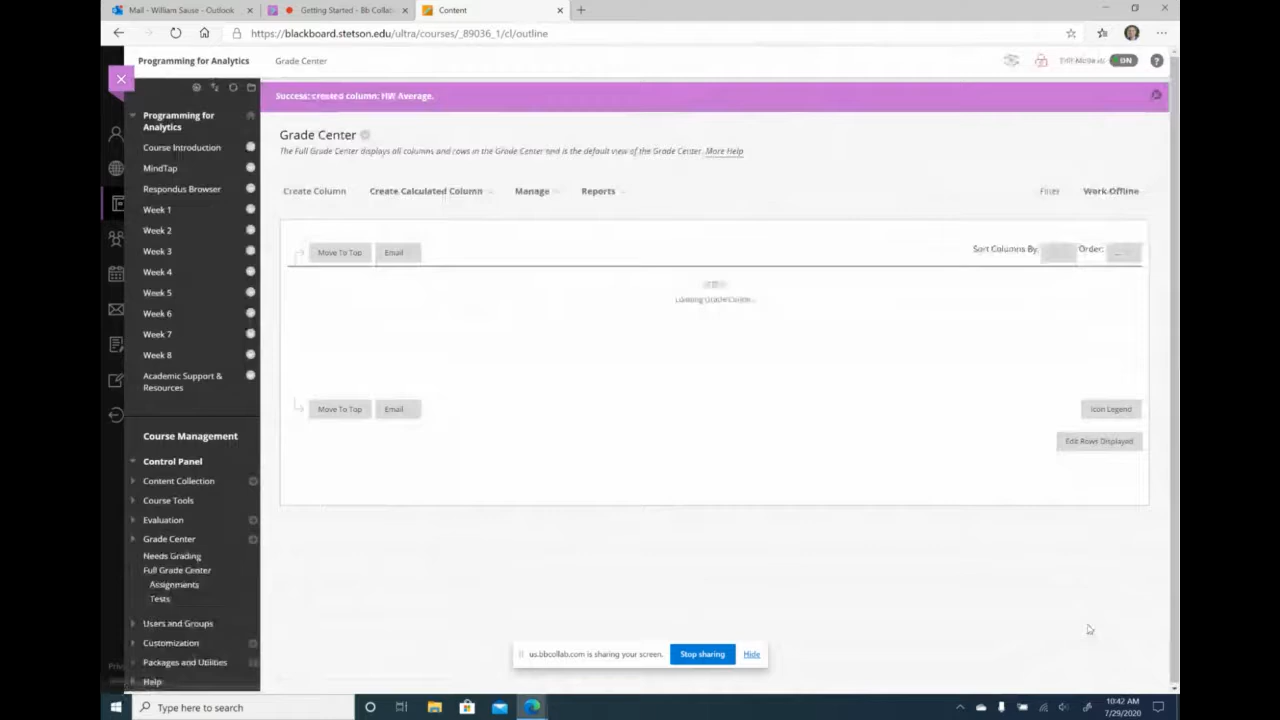 Mail - William Sause - Outlook
Getting Started - Bb Collab
Content
https://blackboard.stetson.edu/ultra/courses/_89036_1/cl/outline
Programming for Analytics
Grade Center
ON
Success: created column: HW Average.
Programming for
Analytics
Course Introduction
MindTap
Respondus Browser
Week 1
Week 2
Week 3
Week 4
Week 5
Week 6
Week 7
Week 8
Academic Support &
Resources
Course Management
Control Panel
Content Collection
Course Tools
Evaluation
Grade Center
Needs Grading
Full Grade Center
Assignments
Tests
Users and Groups
Customization
Packages and Utilities
Help
Grade Center
The Full Grade Center displays all columns and rows in the Grade Center and is the default view of the Grade Center. More Help
Create Column
Create Calculated Column
Manage
Reports
Filter
Work Offline
Move To Top
Email
Sort Columns By:
Order:
Loading Grade Center...
Move To Top
Email
Icon Legend
Edit Rows Displayed
us.bbcollab.com is sharing your screen.
Stop sharing
Hide
Type here to search
10:42 AM
7/29/2020